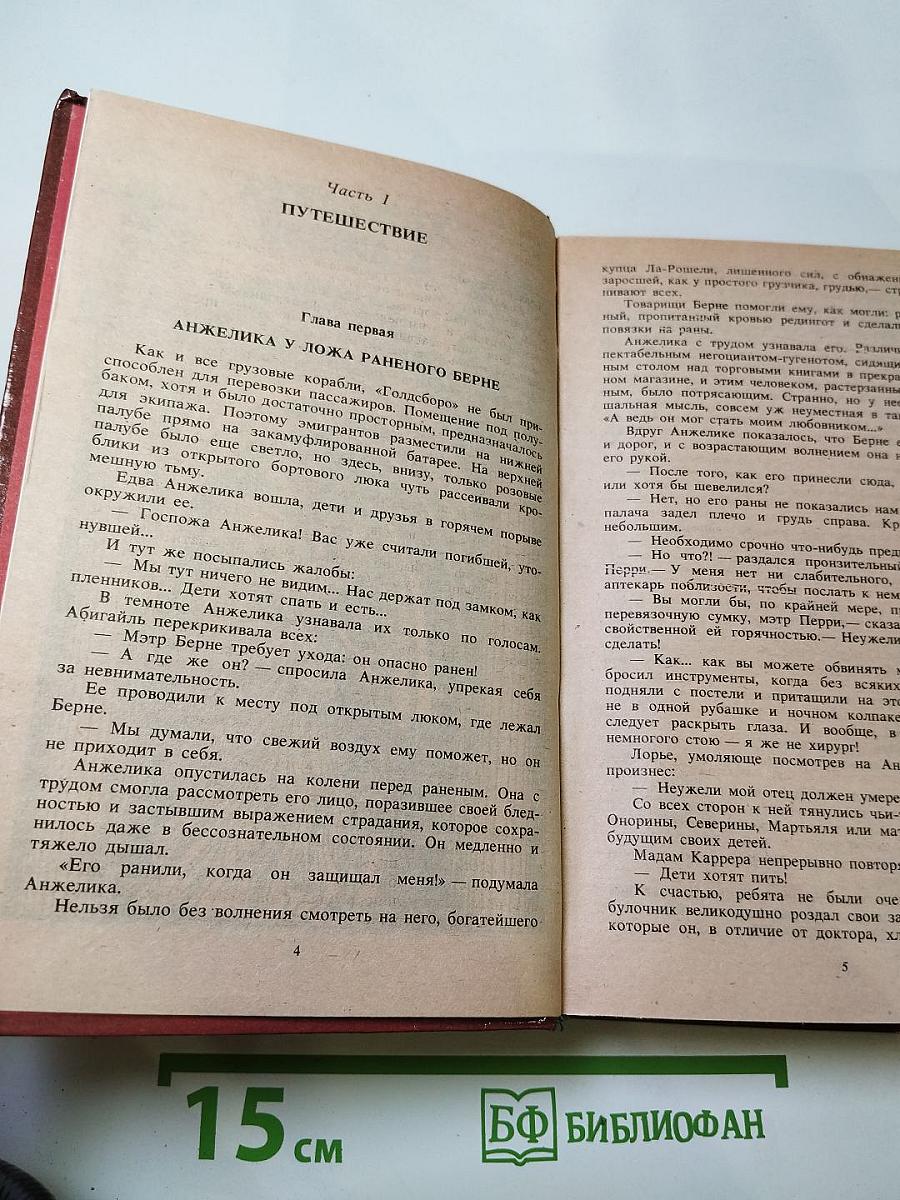 Часть 1
ПУТЕШЕСТВИЕ
Глава первая
АНЖЕЛИКА У ЛОЖА РАНЕНОГО БЕРНЕ
Как и все грузовые корабли, «Голдсборо» не был при-
способлен для перевозки пассажиров. Помещение под полу-
баком, хотя и было достаточно просторным, предназначалось
для экипажа. Поэтому эмигрантов разместили на нижней
палубе прямо на закамуфлированной батарее. На верхней
палубе было еще светло, но здесь, внизу, только розовые
блики из открытого бортового люка чуть рассеивали кро-
мешную тьму.
Едва Анжелика вошла, дети и друзья в горячем порыве
окружили ее.
— Госпожа Анжелика! Вас уже считали погибшей, уто-
нувшей...
И тут же посыпались жалобы:
— Мы тут ничего не видим... Нас держат под замком, как
пленников... Дети хотят спать и есть...
В темноте Анжелика узнавала их только по голосам.
Абигайль перекрикивала всех:
— Мэтр Берне требует ухода: он опасно ранен!
— А где же он? — спросила Анжелика, упрекая себя
за невнимательность.
Ее проводили к месту под открытым люком, где лежал
Берне.
— Мы думали, что свежий воздух ему поможет, но он
не приходит в себя.
Анжелика опустилась на колени перед раненым. Она с
трудом смогла рассмотреть его лицо, поразившее своей блед-
ностью и застывшим выражением страдания, которое сохра-
нилось даже в бессознательном состоянии. Он медленно и
тяжело дышал.
«Его ранили, когда он защищал меня!» — подумала
Анжелика.
Нельзя было без волнения смотреть на него, богатейшего
4
купца Ла-Рошели, лишенного сил, с обнажен
заросшей, как у простого грузчика, грудью,— стр
нивают всех.
Товарищи Берне помогли ему, как могли: р
ный, пропитанный кровью редингот и сделал
повязки на раны.
Анжелика с трудом узнавала его. Различи
пектабельным негоциантом-гугенотом, сидящи
ным столом над торговыми книгами в прекра
ном магазине, и этим человеком, растерзанны
ным, было потрясающим. Странно, но у нее
шальная мысль, совсем уж неуместная в та
«А ведь он мог стать моим любовником...»
Вдруг Анжелике показалось, что Берне е
и дорог, и с возрастающим волнением она н
его рукой.
— После того, как его принесли сюда,
или хотя бы шевелился?
— Нет, но его раны не показались нам
палача задел плечо и грудь справа. Кр
небольшим.
— Необходимо срочно что-нибудь пред
— Но что?! — раздался пронзительный
Перри.— У меня нет ни слабительного,
аптекарь поблизости, чтобы послать к нем
— Вы могли бы, по крайней мере, пр
перевязочную сумку, мэтр Перри,— сказа
свойственной ей горячностью.— Неужели
сделать!
— Как... как вы можете обвинять м
бросил инструменты, когда без всяких
подняли с постели и притащили на это
не в одной рубашке и ночном колпаке
следует раскрыть глаза. И вообще, в
немногого стою — я же не хирург!
Лорье, умоляюще посмотрев на Ан
произнес:
— Неужели мой отец должен умере
Со всех сторон к ней тянулись чьи-
Онорины, Северины, Мартьяля или мат
будущим своих детей.
Мадам Каррера непрерывно повторя
— Дети хотят пить!
К счастью, ребята не были оче
булочник великодушно роздал свои за
которые он, в отличие от доктора, хл
5
15 см
БФ БИБЛИОФАН